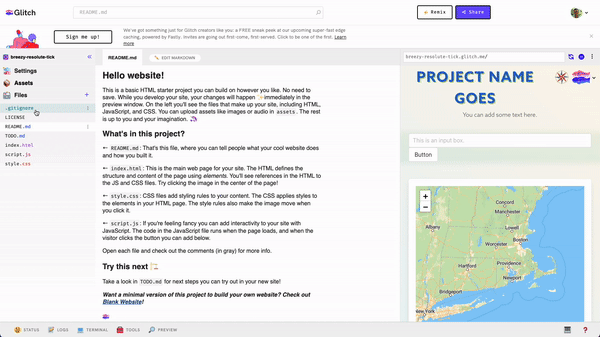 Glitch
README.md
Remix
Share
Sign up me!
We've got something just for Glitch creators like you: a FREE sneak peek at our upcoming super-fast edge
caching, powered by Fastly. Invites are going out first-come, first-served. Click to be one of the first. Learn
more
breezy-resolute-tick
README.md
EDIT MARKDOWN
breezy-resolute-tick.glitch.me/
Settings
Assets
Files
.gitignore
LICENSE
README.md
TODO.md
index.html
script.js
style.css
Hello website!
This is a basic HTML starter project you can build on however you like. No need to
save. While you develop your site, your changes will happen ✨ immediately in the
preview window. On the left you'll see the files that make up your site, including HTML,
JavaScript, and CSS. You can upload assets like images or audio in assets. The rest
is up to you and your imagination.
What's in this project?
← README.md: That's this file, where you can tell people what your cool website does
and how you built it.
← index.html: This is the main web page for your site. The HTML defines the
structure and content of the page using elements. You'll see references in the HTML to
the JS and CSS files. Try clicking the image in the center of the page!
← style.css: CSS files add styling rules to your content. The CSS applies styles to
the elements in your HTML page. The style rules also make the image move when
you click it.
← script.js: If you're feeling fancy you can add interactivity to your site with
JavaScript. The code in the JavaScript file runs when the page loads, and when the
visitor clicks the button you can add below.
Open each file and check out the comments (in gray) for more info.
Try this next
Take a look in TODO.md for next steps you can try out in your new site!
Want a minimal version of this project to build your own website? Check out
Blank Website!
PROJECT NAME
GOES
You can add some text here.
This is an input box.
Button
+
−
Concord
Manchester
Albany
Lowell
Boston
Worcester
Hartford
Providence
Newport
Bridgeport
STATUS
LOGS
TERMINAL
TOOLS
PREVIEW
?